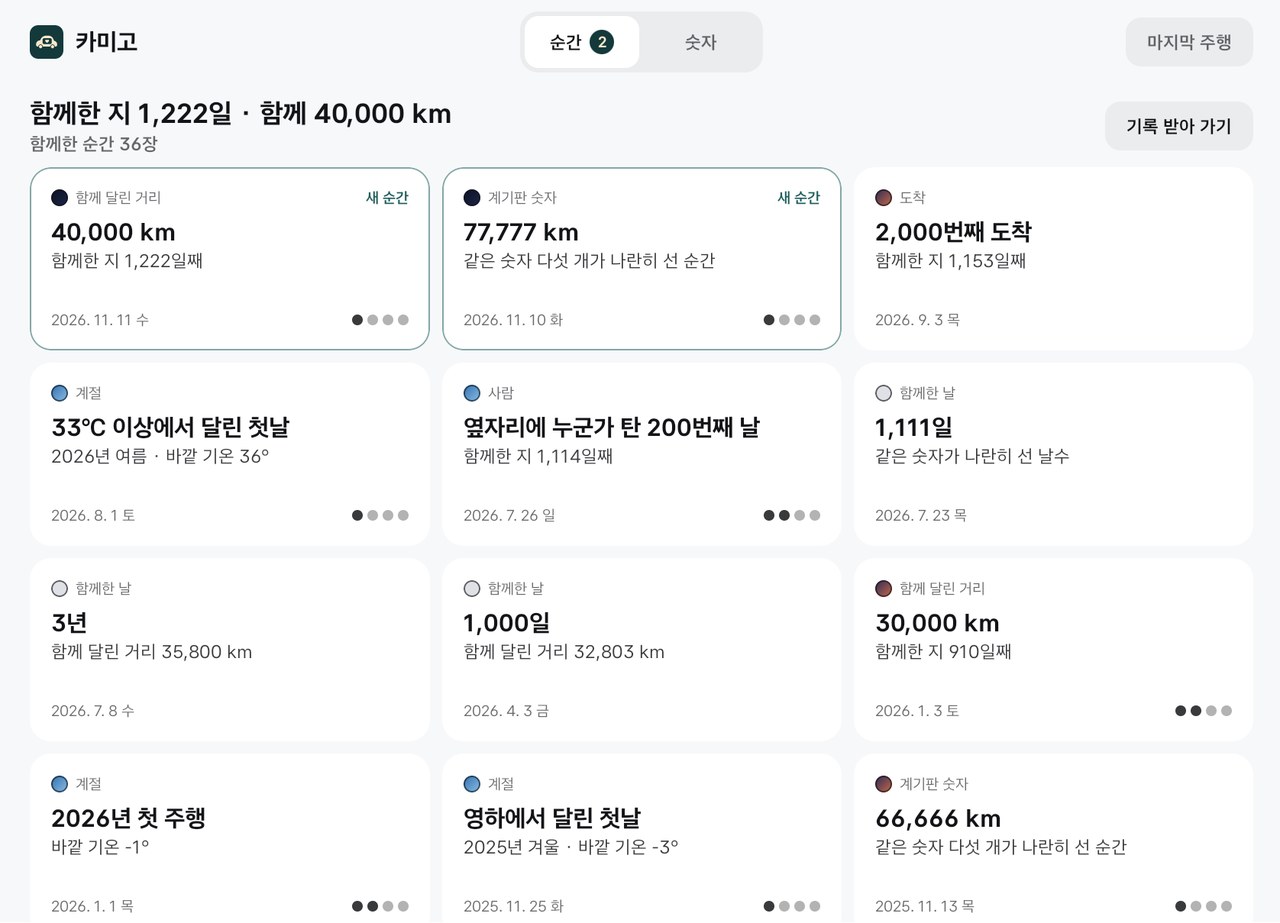 카미고
순간 2
숫자
마지막 주행
함께한 지 1,222일 · 함께 40,000 km
함께한 순간 36장
기록 받아 가기
함께 달린 거리
새 순간
40,000 km
함께한 지 1,222일째
2026. 11. 11 수
계기판 숫자
새 순간
77,777 km
같은 숫자 다섯 개가 나란히 선 순간
2026. 11. 10 화
도착
2,000번째 도착
함께한 지 1,153일째
2026. 9. 3 목
계절
33°C 이상에서 달린 첫날
2026년 여름 · 바깥 기온 36°
2026. 8. 1 토
사람
옆자리에 누군가 탄 200번째 날
함께한 지 1,114일째
2026. 7. 26 일
함께한 날
1,111일
같은 숫자가 나란히 선 날수
2026. 7. 23 목
함께한 날
3년
함께 달린 거리 35,800 km
2026. 7. 8 수
함께한 날
1,000일
함께 달린 거리 32,803 km
2026. 4. 3 금
함께 달린 거리
30,000 km
함께한 지 910일째
2026. 1. 3 토
계절
2026년 첫 주행
바깥 기온 -1°
2026. 1. 1 목
계절
영하에서 달린 첫날
2025년 겨울 · 바깥 기온 -3°
2025. 11. 25 화
계기판 숫자
66,666 km
같은 숫자 다섯 개가 나란히 선 순간
2025. 11. 13 목